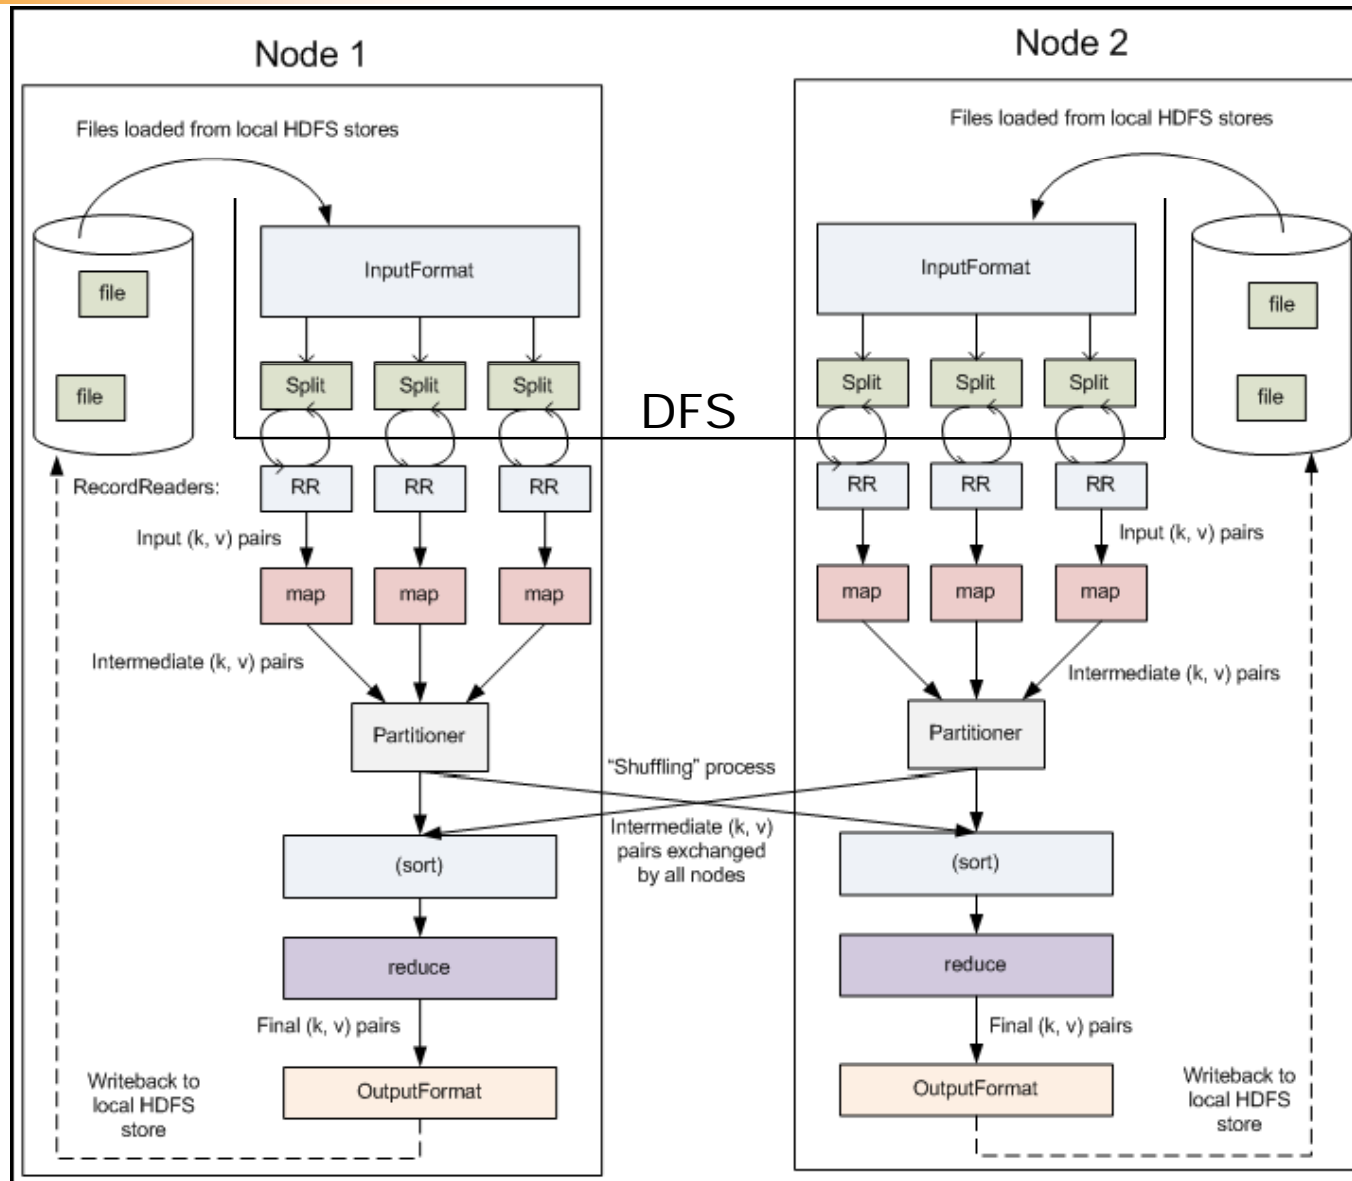 Node 1
Node 2
Files loaded from local HDFS stores
Files loaded from local HDFS stores
InputFormat
InputFormat
file
file
file
file
Split
Split
Split
DFS
Split
Split
Split
RecordReaders:
RR
RR
RR
RR
RR
RR
Input (k, v) pairs
Input (k, v) pairs
map
map
map
map
map
map
Intermediate (k, v) pairs
Intermediate (k, v) pairs
Partitioner
Partitioner
“Shuffling” process
Intermediate (k, v)
pairs exchanged
by all nodes
(sort)
(sort)
reduce
reduce
Final (k, v) pairs
Final (k, v) pairs
OutputFormat
OutputFormat
Writeback to
local HDFS
store
Writeback to
local HDFS
store